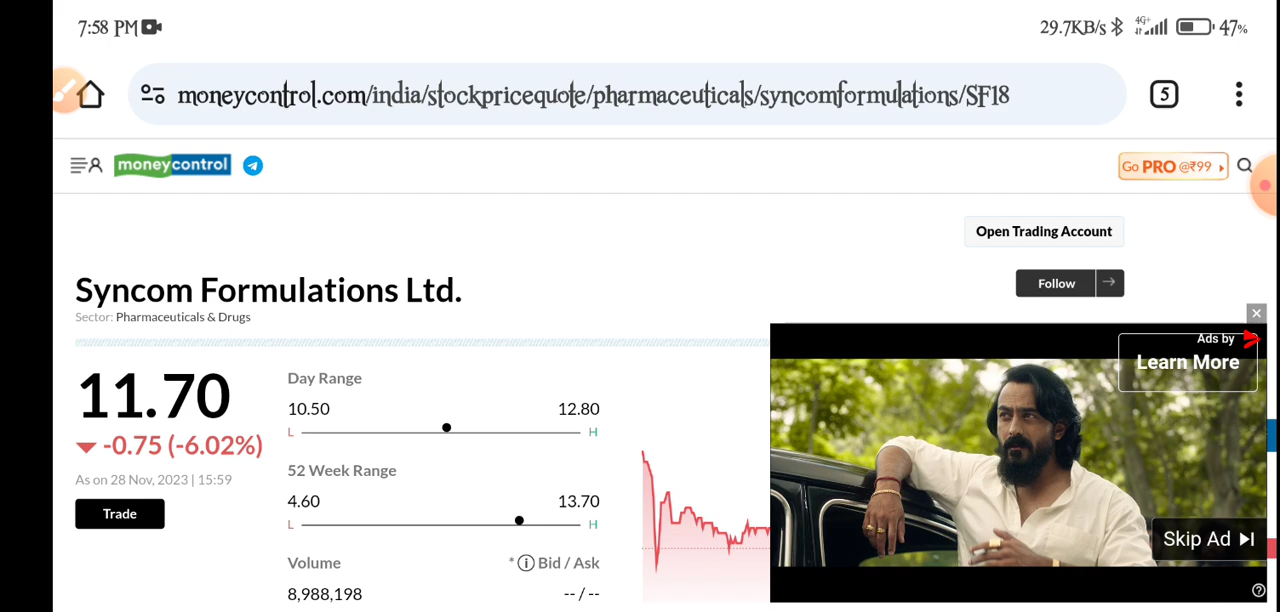 7:58 PM
29.7KB/s 4G+ 47%
moneycontrol.com/india/stockpricequote/pharmaceuticals/syncomformulations/SF18
5
moneycontrol
Go PRO @₹99
Open Trading Account
Syncom Formulations Ltd.
Follow
Sector: Pharmaceuticals & Drugs
Ads by
Learn More
11.70
-0.75 (-6.02%)
As on 28 Nov, 2023 | 15:59
Trade
Day Range
10.50 12.80
L H
52 Week Range
4.60 13.70
L H
Volume * Bid / Ask
8,988,198 -- / --
Skip Ad